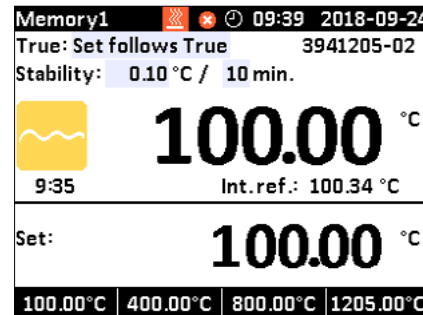 Memory1 09:39 2018-09-24
True: Set follows True 3941205-02
Stability: 0.10 °C / 10 min.
100.00 °C
9:35 Int.ref.: 100.34 °C
Set: 100.00 °C
100.00°C 400.00°C 800.00°C 1205.00°C